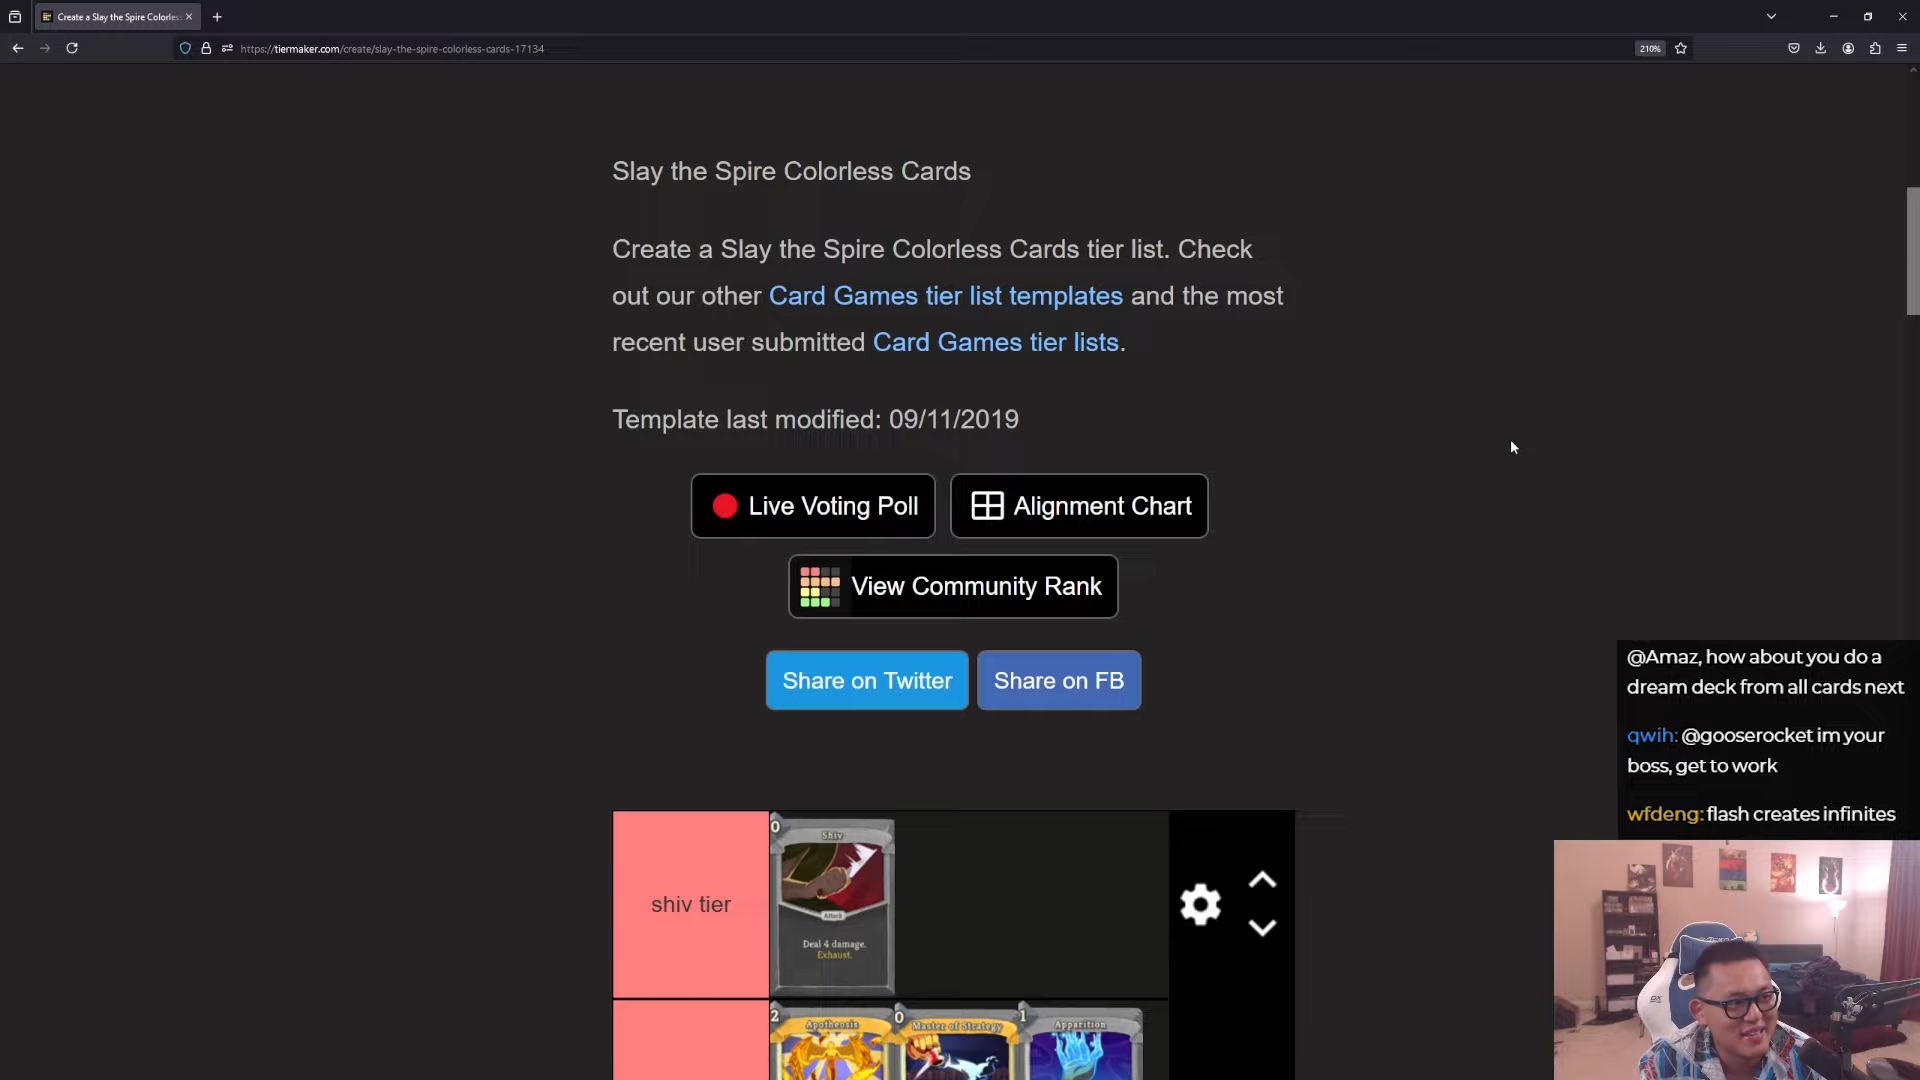 Create a Slay the Spire Colorless
https://tiermaker.com/create/slay-the-spire-colorless-cards-17134
210%
Slay the Spire Colorless Cards
Create a Slay the Spire Colorless Cards tier list. Check
out our other Card Games tier list templates and the most
recent user submitted Card Games tier lists.
Template last modified: 09/11/2019
Live Voting Poll
Alignment Chart
View Community Rank
Share on Twitter
Share on FB
@Amaz, how about you do a
dream deck from all cards next
qwih: @gooserocket im your
boss, get to work
wfdeng: flash creates infinites
shiv tier
0
Shiv
Attack
Deal 4 damage.
Exhaust.
2
Apotheosis
0
Master of Strategy
1
Apparition